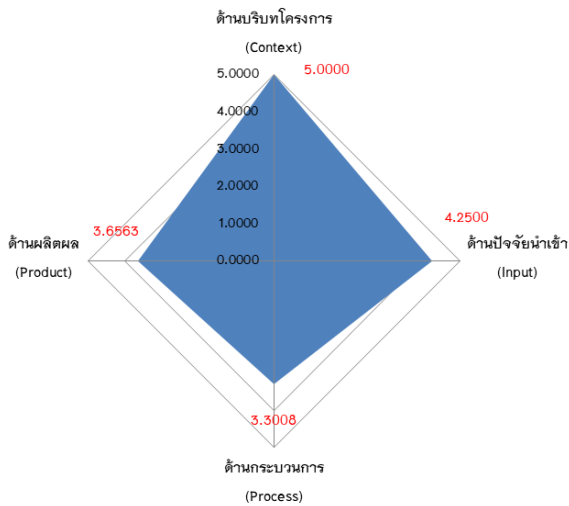 ด้านบริบทโครงการ
(Context)
5.0000
5.0000
4.0000
3.0000
2.0000
1.0000
0.0000
3.6563
4.2500
ด้านผลิตผล
(Product)
ด้านปัจจัยนำเข้า
(Input)
3.3008
ด้านกระบวนการ
(Process)